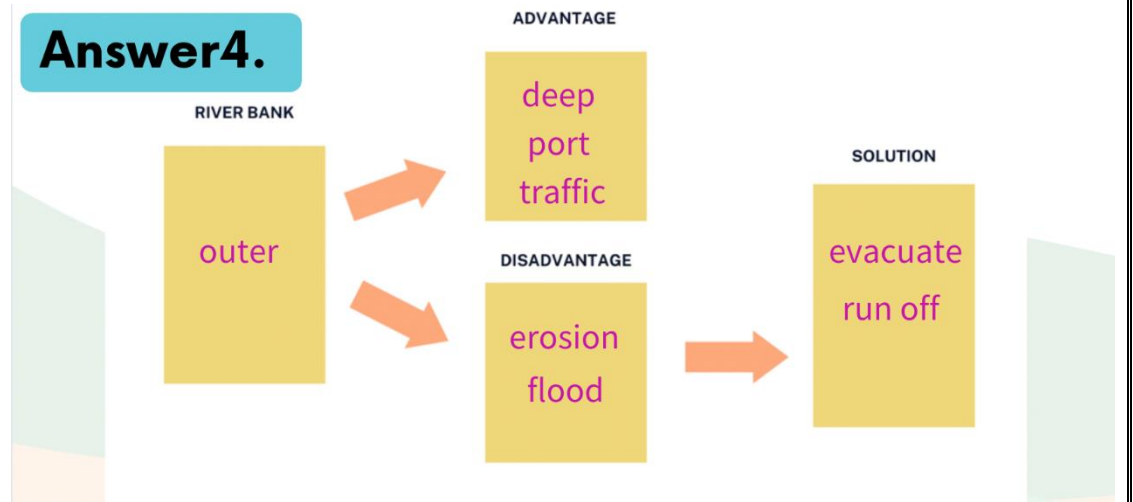 Answer4.
RIVER BANK
outer
ADVANTAGE
deep
port
traffic
DISADVANTAGE
erosion
flood
SOLUTION
evacuate
run off